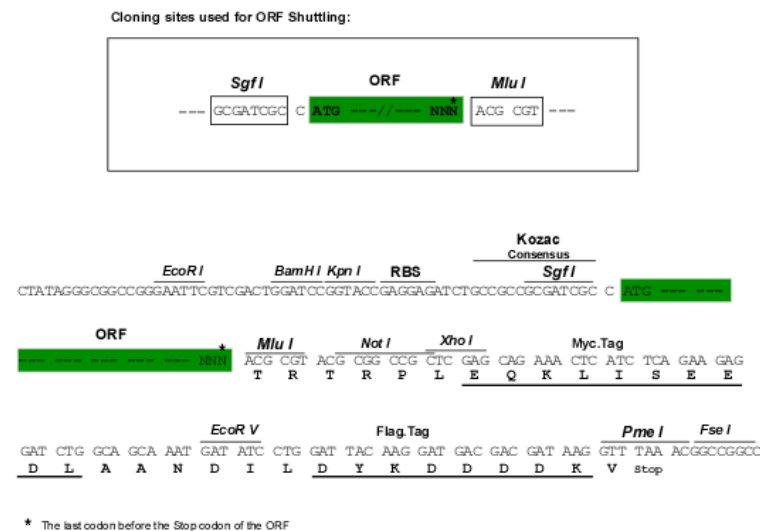 Cloning sites used for ORF Shuttling:
Sgf I ORF Mlu I
--- GCGATCGC C ATG ---//--- NNN* ACG CGT ---
Kozac
Consensus
EcoR I BamH I Kpn I RBS Sgf I
CTATAGGGCGGCCGGGAATTCGTCGACTGGATCCGGTACCGAGGAGATCTGCCGCCGCGATCGC C ATG --- ---
ORF
Mlu I Not I Xho I Myc.Tag
--- --- --- --- --- --- NNN* ACG CGT ACG CGG CCG CTC GAG CAG AAA CTC ATC TCA GAA GAG
T R T R P L E Q K L I S E E
EcoR V Flag.Tag Pme I Fse I
GAT CTG GCA GCA AAT GAT ATC CTG GAT TAC AAG GAT GAC GAC GAT AAG GTT TAA ACGGCCGGCC
D L A A N D I L D Y K D D D D K V Stop
* The last codon before the Stop codon of the ORF